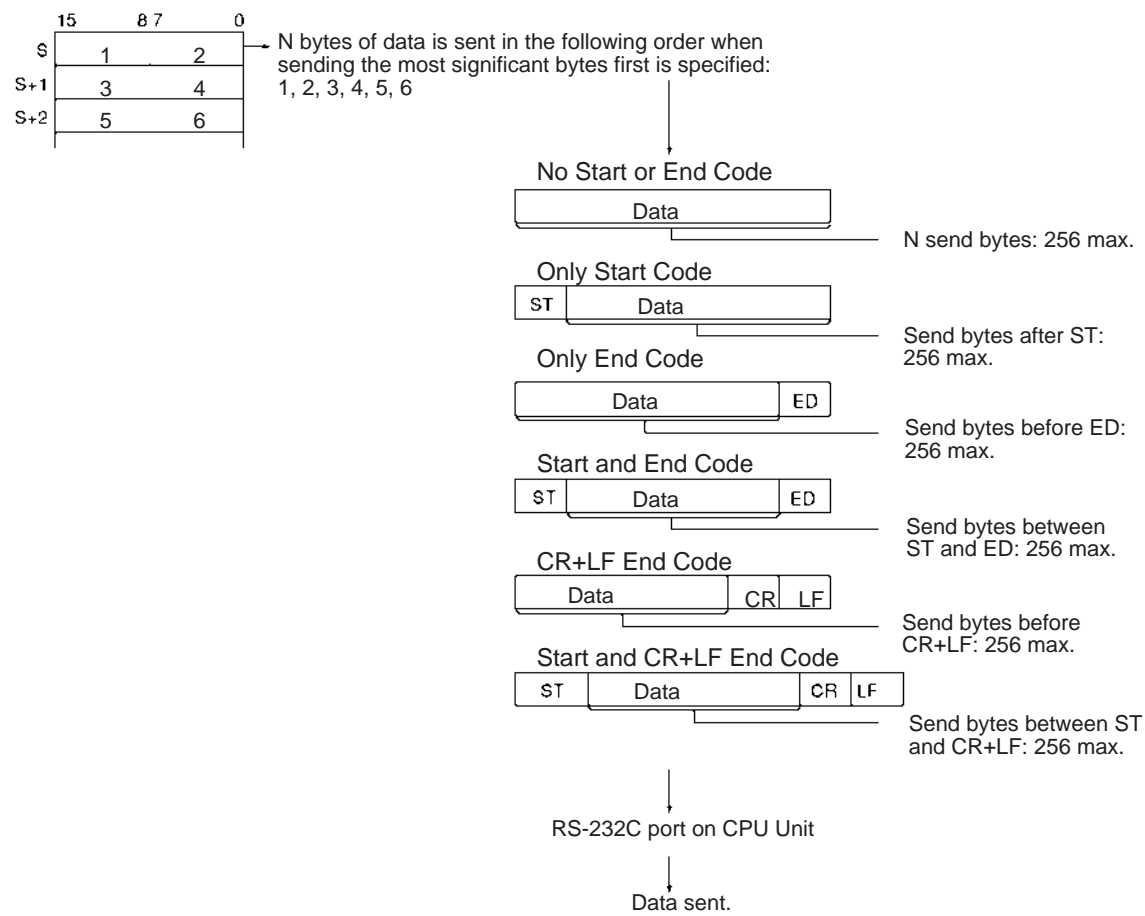 15 8 7 0
S 1 2
S+1 3 4
S+2 5 6
N bytes of data is sent in the following order when
sending the most significant bytes first is specified:
1, 2, 3, 4, 5, 6
No Start or End Code
Data
N send bytes: 256 max.
Only Start Code
ST Data
Send bytes after ST:
256 max.
Only End Code
Data ED
Send bytes before ED:
256 max.
Start and End Code
ST Data ED
Send bytes between
ST and ED: 256 max.
CR+LF End Code
Data CR LF
Send bytes before
CR+LF: 256 max.
Start and CR+LF End Code
ST Data CR LF
Send bytes between ST
and CR+LF: 256 max.
RS-232C port on CPU Unit
Data sent.